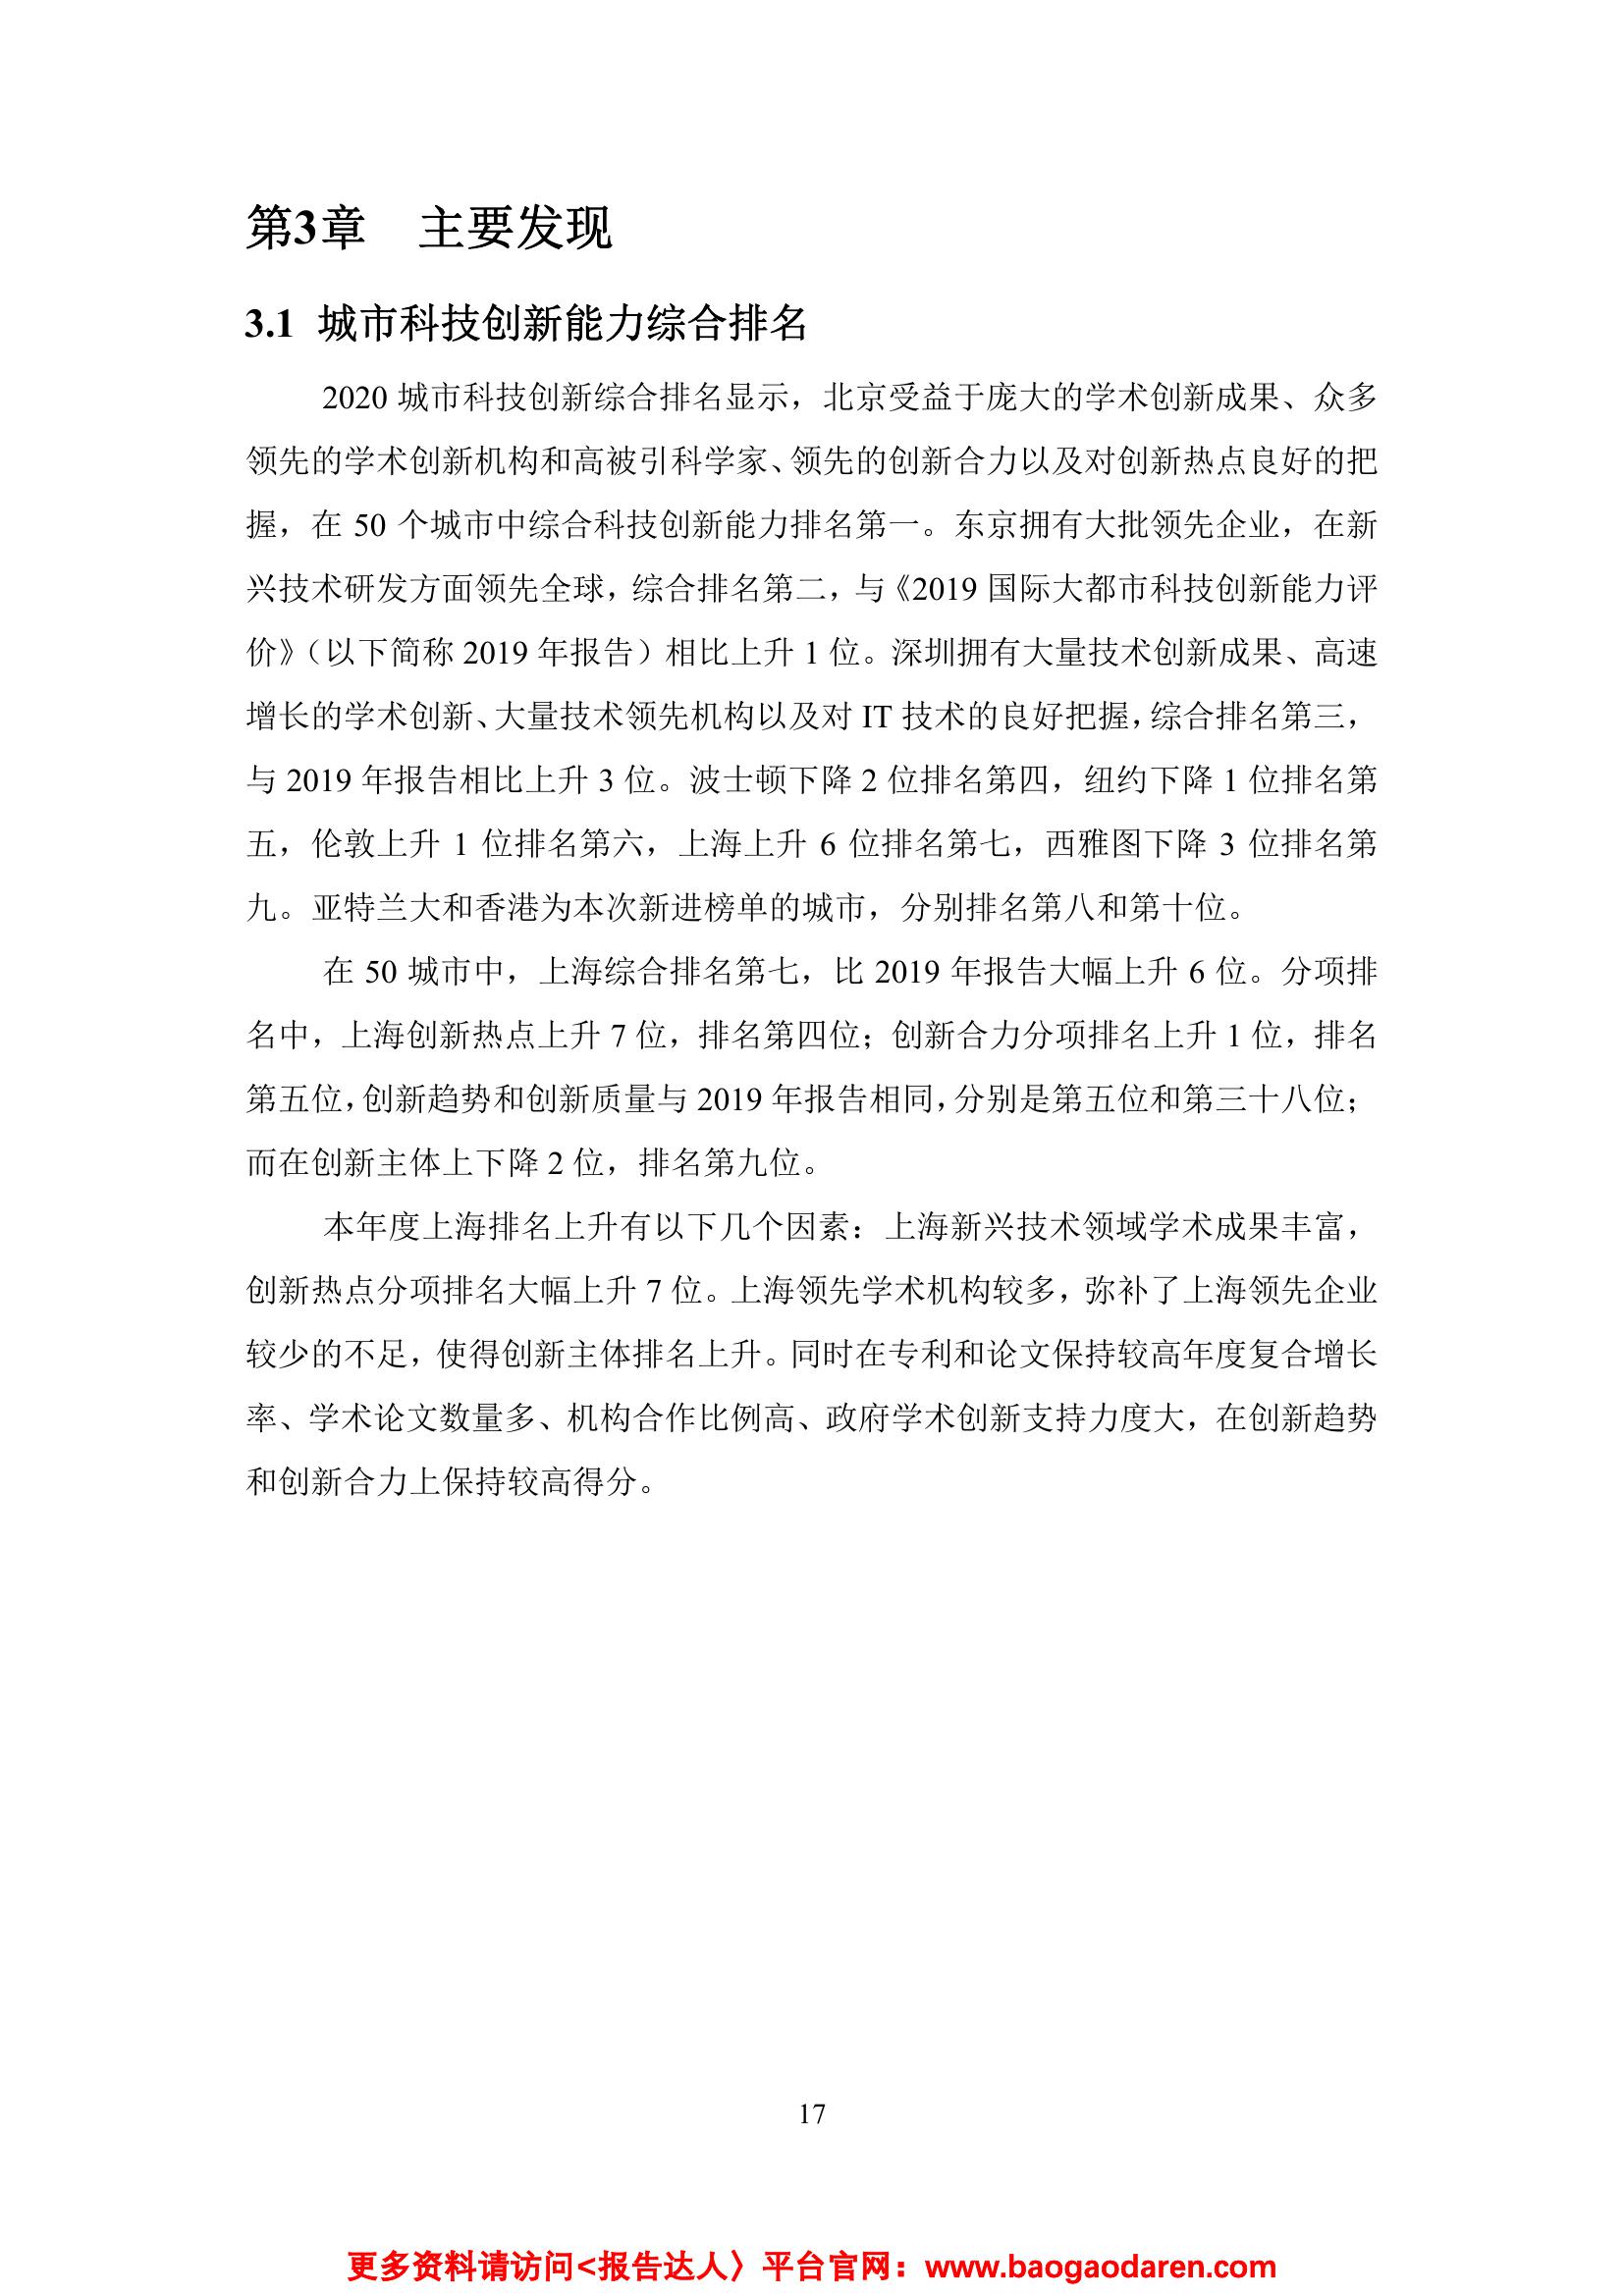 第3章 主要发现
3.1 城市科技创新能力综合排名
2020 城市科技创新综合排名显示，北京受益于庞大的学术创新成果、众多
领先的学术创新机构和高被引科学家、领先的创新合力以及对创新热点良好的把
握，在 50 个城市中综合科技创新能力排名第一。东京拥有大批领先企业，在新
兴技术研发方面领先全球，综合排名第二，与《2019 国际大都市科技创新能力评
价》（以下简称 2019 年报告）相比上升 1 位。深圳拥有大量技术创新成果、高速
增长的学术创新、大量技术领先机构以及对 IT 技术的良好把握，综合排名第三，
与 2019 年报告相比上升 3 位。波士顿下降 2 位排名第四，纽约下降 1 位排名第
五，伦敦上升 1 位排名第六，上海上升 6 位排名第七，西雅图下降 3 位排名第
九。亚特兰大和香港为本次新进榜单的城市，分别排名第八和第十位。
在 50 城市中，上海综合排名第七，比 2019 年报告大幅上升 6 位。分项排
名中，上海创新热点上升 7 位，排名第四位；创新合力分项排名上升 1 位，排名
第五位，创新趋势和创新质量与 2019 年报告相同，分别是第五位和第三十八位；
而在创新主体上下降 2 位，排名第九位。
本年度上海排名上升有以下几个因素：上海新兴技术领域学术成果丰富，
创新热点分项排名大幅上升 7 位。上海领先学术机构较多，弥补了上海领先企业
较少的不足，使得创新主体排名上升。同时在专利和论文保持较高年度复合增长
率、学术论文数量多、机构合作比例高、政府学术创新支持力度大，在创新趋势
和创新合力上保持较高得分。
17
更多资料请访问<报告达人〉平台官网：www.baogaodaren.com